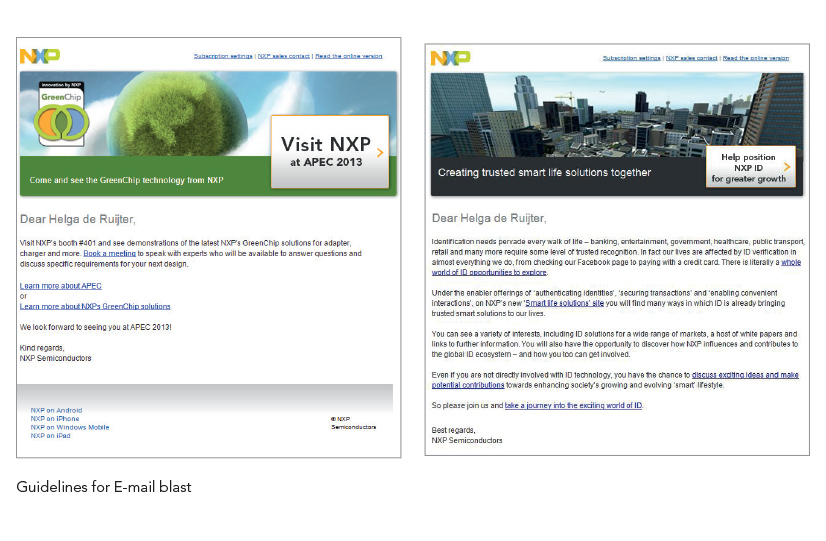 NXP
Subscription settings | NXP sales contact | Read the online version
Innovation by NXP
GreenChip
Visit NXP
at APEC 2013
Come and see the GreenChip technology from NXP
Dear Helga de Ruijter,
Visit NXP's booth #401 and see demonstrations of the latest NXP's GreenChip solutions for adapter,
charger and more. Book a meeting to speak with experts who will be available to answer questions and
discuss specific requirements for your next design.
Learn more about APEC
or
Learn more about NXPs GreenChip solutions
We look forward to seeing you at APEC 2013!
Kind regards,
NXP Semiconductors
NXP on Android
NXP on iPhone
NXP on Windows Mobile
NXP on iPad
© NXP
Semiconductors
NXP
Subscription settings | NXP sales contact | Read the online version
Help position
NXP ID
for greater growth
Creating trusted smart life solutions together
Dear Helga de Ruijter,
Identification needs pervade every walk of life – banking, entertainment, government, healthcare, public transport,
retail and many more require some level of trusted recognition. In fact our lives are affected by ID verification in
almost everything we do, from checking our Facebook page to paying with a credit card. There is literally a whole
world of ID opportunities to explore.
Under the enabler offerings of 'authenticating identities', 'securing transactions' and 'enabling convenient
interactions', on NXP's new 'Smart life solutions' site you will find many ways in which ID is already bringing
trusted smart solutions to our lives.
You can see a variety of interests, including ID solutions for a wide range of markets, a host of white papers and
links to further information. You will also have the opportunity to discover how NXP influences and contributes to
the global ID ecosystem – and how you too can get involved.
Even if you are not directly involved with ID technology, you have the chance to discuss exciting ideas and make
potential contributions towards enhancing society's growing and evolving 'smart' lifestyle.
So please join us and take a journey into the exciting world of ID.
Best regards,
NXP Semiconductors
Guidelines for E-mail blast